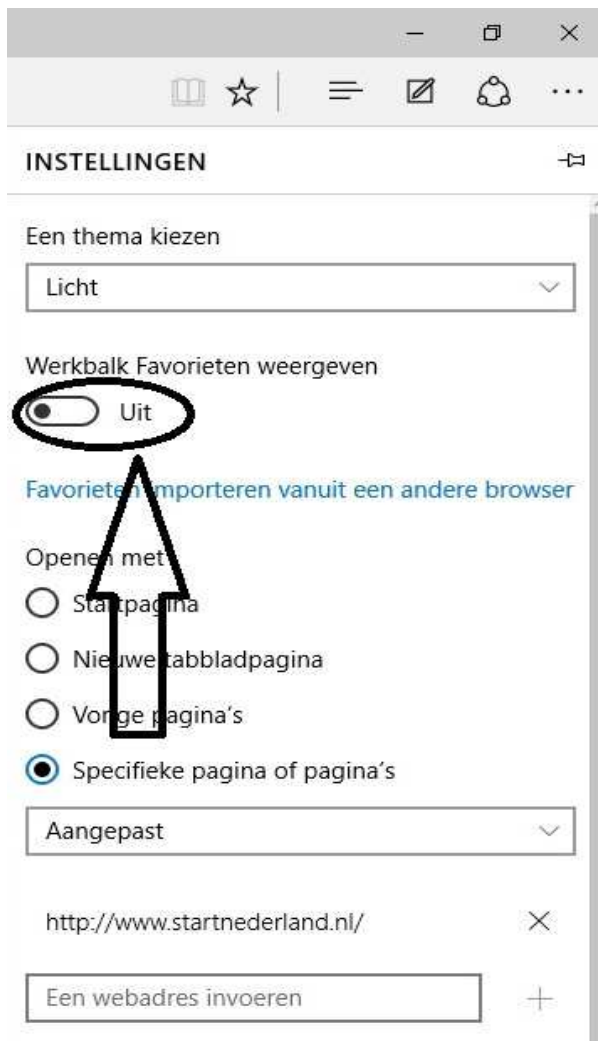 INSTELLINGEN
Een thema kiezen
Licht
Werkbalk Favorieten weergeven
Uit
Favorieten importeren vanuit een andere browser
Openen met
Startpagina
Nieuwe tabbladpagina
Vorige pagina's
Specifieke pagina of pagina's
Aangepast
http://www.startnederland.nl/
Een webadres invoeren